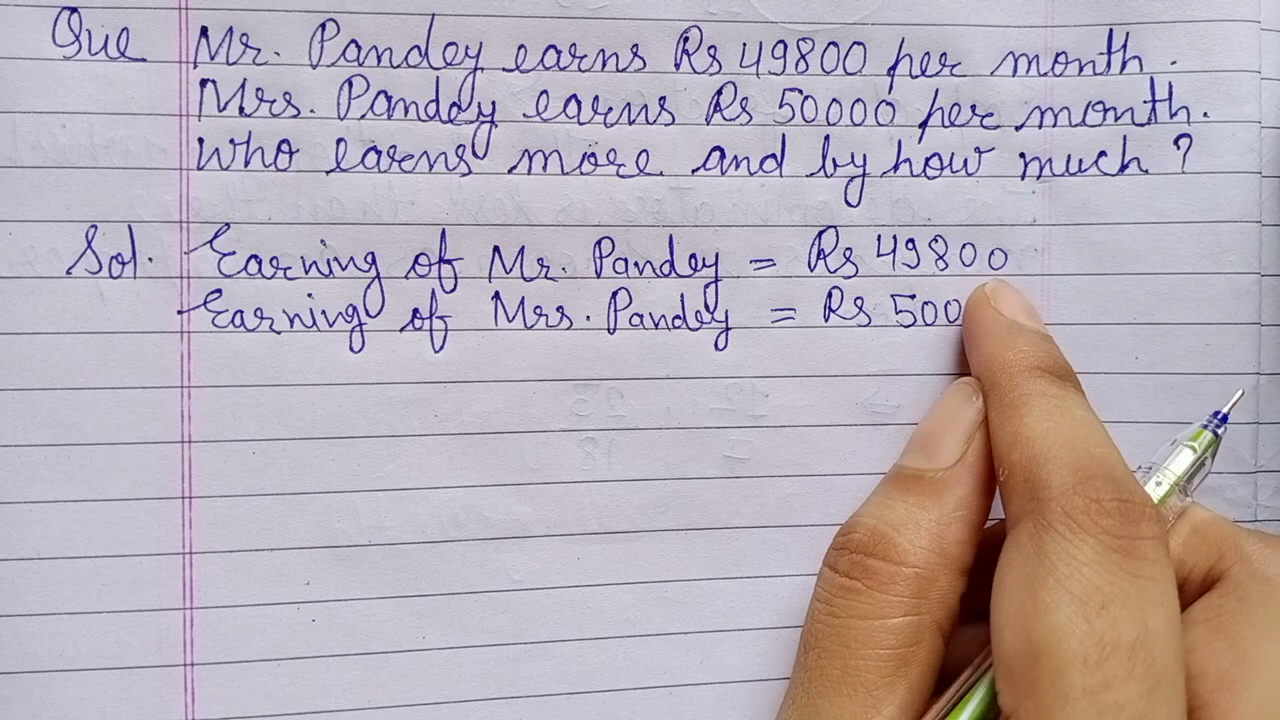 Que Mr. Pandey earns Rs 49800 per month.
Mrs. Pandey earns Rs 50000 per month.
Who earns more and by how much?
Sol. Earning of Mr. Pandey = Rs 49800
Earning of Mrs. Pandey = Rs 500